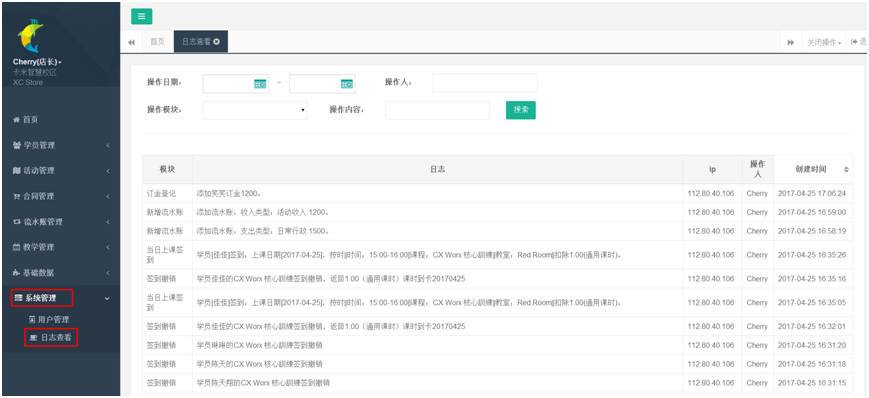 Cherry(店长)
卡米智慧校区
XC Store
首页
学员管理
活动管理
合同管理
流水账管理
教学管理
基础数据
系统管理
用户管理
日志查看
首页
日志查看
关闭操作
退
操作日期：
-
操作人：
操作模块：
操作内容：
搜索
模块 日志 ip 操作人 创建时间
订金登记 添加笑笑订金1200。 112.80.40.106 Cherry 2017-04-25 17:06:24
新增流水账 添加流水账，收入类型，活动收入:1200。 112.80.40.106 Cherry 2017-04-25 16:59:00
新增流水账 添加流水账，支出类型，日常行政:1500。 112.80.40.106 Cherry 2017-04-25 16:58:19
当日上课签到 学员[佳佳]签到，上课日期[2017-04-25]，按时[时间：15:00-16:00][课程，CX Worx 核心訓練][教室，Red Room][扣除1.00(通用课时)。 112.80.40.106 Cherry 2017-04-25 16:35:26
签到撤销 学员佳佳的CX Worx 核心訓練签到撤销、返回1.00（通用课时）课时到卡20170425 112.80.40.106 Cherry 2017-04-25 16:35:16
当日上课签到 学员[佳佳]签到，上课日期[2017-04-25]，按时[时间：15:00-16:00][课程，CX Worx 核心訓練][教室，Red Room][扣除1.00(通用课时)。 112.80.40.106 Cherry 2017-04-25 16:35:05
签到撤销 学员佳佳的CX Worx 核心訓練签到撤销、返回1.00（通用课时）课时到卡20170425 112.80.40.106 Cherry 2017-04-25 16:32:01
签到撤销 学员琳琳的CX Worx 核心訓練签到撤销 112.80.40.106 Cherry 2017-04-25 16:31:20
签到撤销 学员陈天的CX Worx 核心訓練签到撤销 112.80.40.106 Cherry 2017-04-25 16:31:18
签到撤销 学员陈天翔的CX Worx 核心訓練签到撤销 112.80.40.106 Cherry 2017-04-25 16:31:15